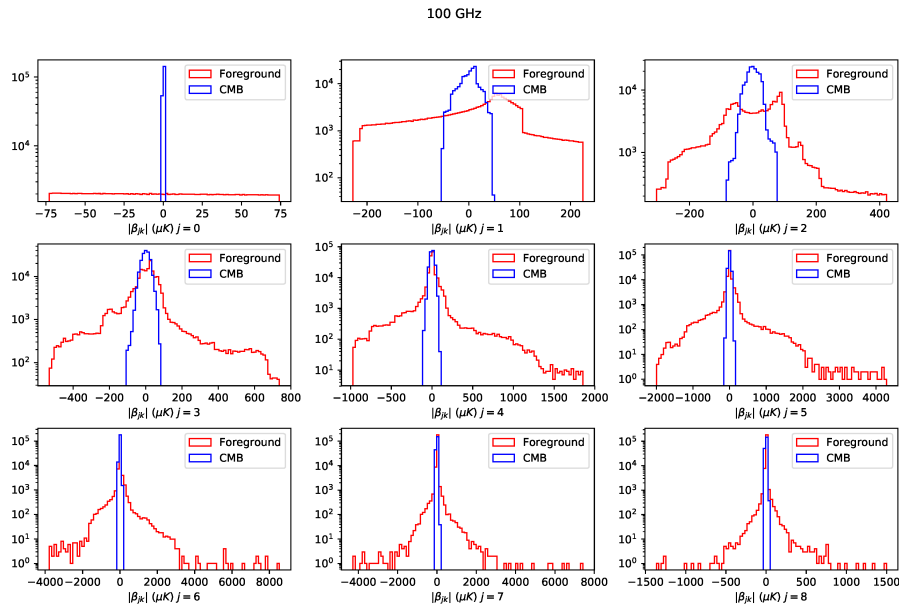 100 GHz
Foreground
CMB
10^5
10^4
−75 −50 −25 0 25 50 75
|β_jk| (μK) j = 0
Foreground
CMB
10^4
10^3
10^2
−200 −100 0 100 200
|β_jk| (μK) j = 1
Foreground
CMB
10^4
10^3
−200 0 200 400
|β_jk| (μK) j = 2
Foreground
CMB
10^4
10^3
10^2
−400 −200 0 200 400 600 800
|β_jk| (μK) j = 3
Foreground
CMB
10^5
10^4
10^3
10^2
10^1
−1000 −500 0 500 1000 1500 2000
|β_jk| (μK) j = 4
Foreground
CMB
10^5
10^4
10^3
10^2
10^1
10^0
−2000 −1000 0 1000 2000 3000 4000
|β_jk| (μK) j = 5
Foreground
CMB
10^5
10^4
10^3
10^2
10^1
10^0
−4000 −2000 0 2000 4000 6000 8000
|β_jk| (μK) j = 6
Foreground
CMB
10^5
10^4
10^3
10^2
10^1
10^0
−4000 −2000 0 2000 4000 6000 8000
|β_jk| (μK) j = 7
Foreground
CMB
10^5
10^4
10^3
10^2
10^1
10^0
−1500 −1000 −500 0 500 1000 1500
|β_jk| (μK) j = 8